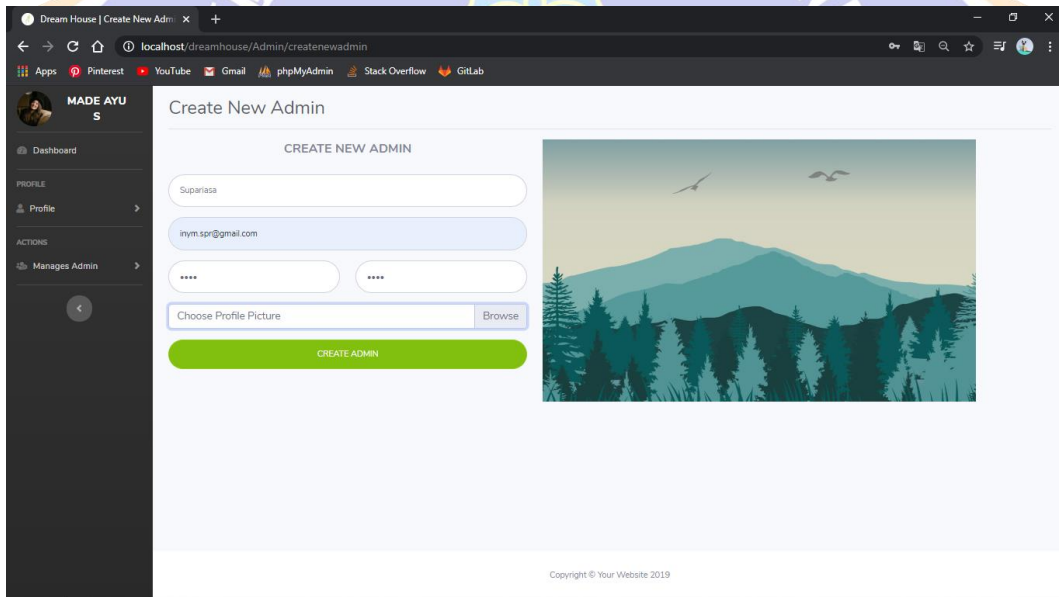 Dream House | Create New Admi
localhost/dreamhouse/Admin/createnewadmin
Apps Pinterest YouTube Gmail phpMyAdmin Stack Overflow GitLab
MADE AYU
S
Dashboard
PROFILE
Profile
ACTIONS
Manages Admin
Create New Admin
CREATE NEW ADMIN
Supariasa
inym.spr@gmail.com
•••• ••••
Choose Profile Picture Browse
CREATE ADMIN
Copyright © Your Website 2019